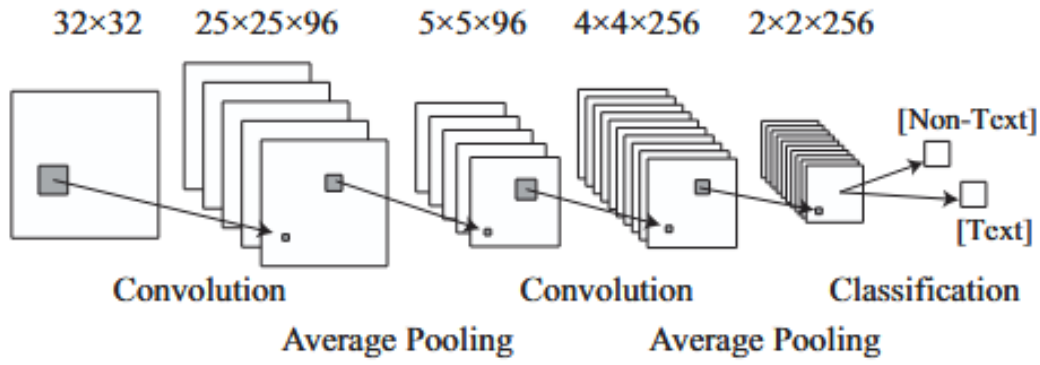 32×32 25×25×96 5×5×96 4×4×256 2×2×256
[Non-Text]
[Text]
Convolution Convolution Classification
Average Pooling Average Pooling